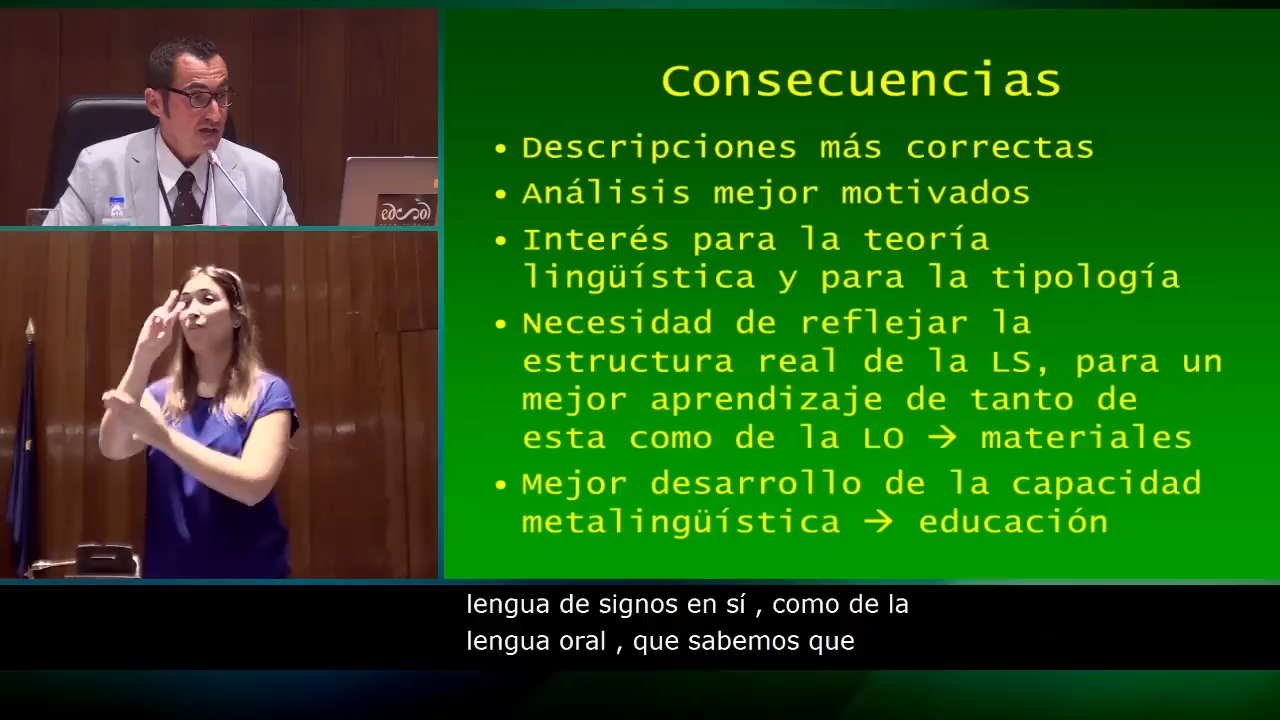 Consecuencias
• Descripciones más correctas
• Análisis mejor motivados
• Interés para la teoría
lingüística y para la tipología
• Necesidad de reflejar la
estructura real de la LS, para un
mejor aprendizaje de tanto de
esta como de la LO → materiales
• Mejor desarrollo de la capacidad
metalingüística → educación
lengua de signos en sí , como de la
lengua oral , que sabemos que